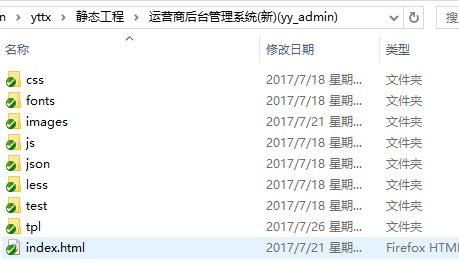 n › yttx › 静态工程 › 运营商后台管理系统(新)(yy_admin)
搜
名称 修改日期 类型
css 2017/7/18 星期... 文件夹
fonts 2017/7/18 星期... 文件夹
images 2017/7/21 星期... 文件夹
js 2017/7/18 星期... 文件夹
json 2017/7/18 星期... 文件夹
less 2017/7/18 星期... 文件夹
test 2017/7/18 星期... 文件夹
tpl 2017/7/26 星期... 文件夹
index.html 2017/7/21 星期... Firefox HTM